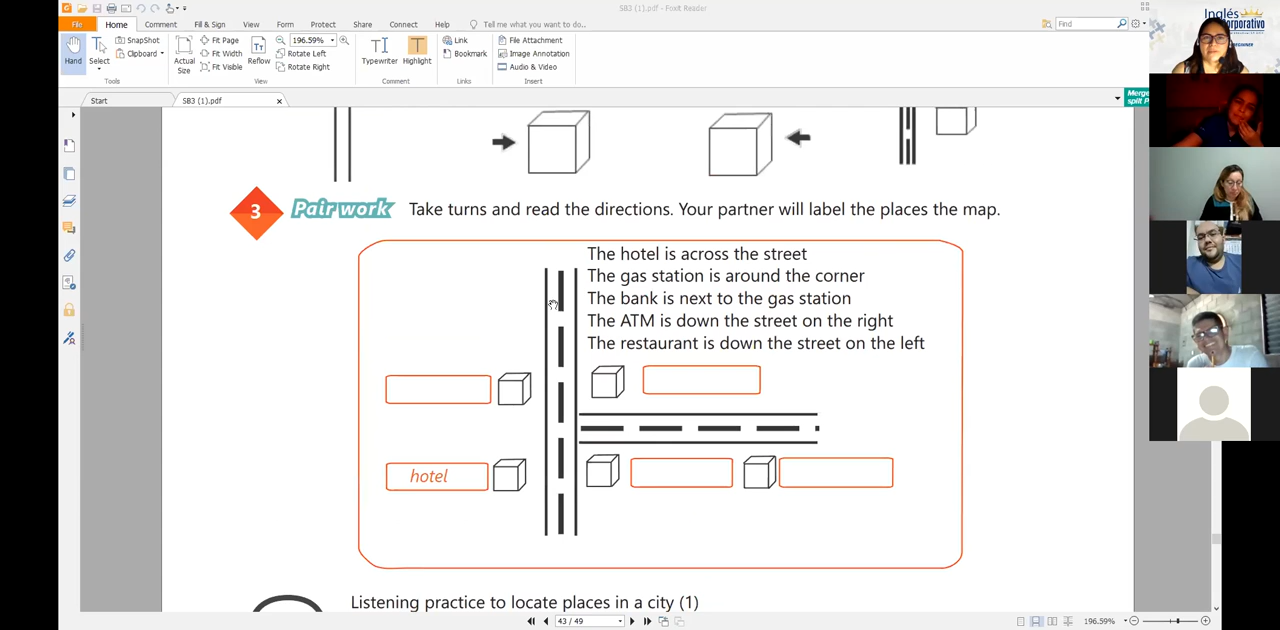 SB3 (1).pdf - Foxit Reader
File Home Comment Fill & Sign View Form Protect Share Connect Help Tell me what you want to do..
Find
Hand
Select
SnapShot
Clipboard
Tools
Actual Size
Fit Page
Fit Width
Fit Visible
Reflow
196.59%
Rotate Left
Rotate Right
View
Typewriter
Highlight
Comment
Link
Bookmark
Links
File Attachment
Image Annotation
Audio & Video
Insert
Start
SB3 (1).pdf
Inglés
3 Pair work Take turns and read the directions. Your partner will label the places the map.
The hotel is across the street
The gas station is around the corner
The bank is next to the gas station
The ATM is down the street on the right
The restaurant is down the street on the left
hotel
Listening practice to locate places in a city (1)
43 / 49
196.59%